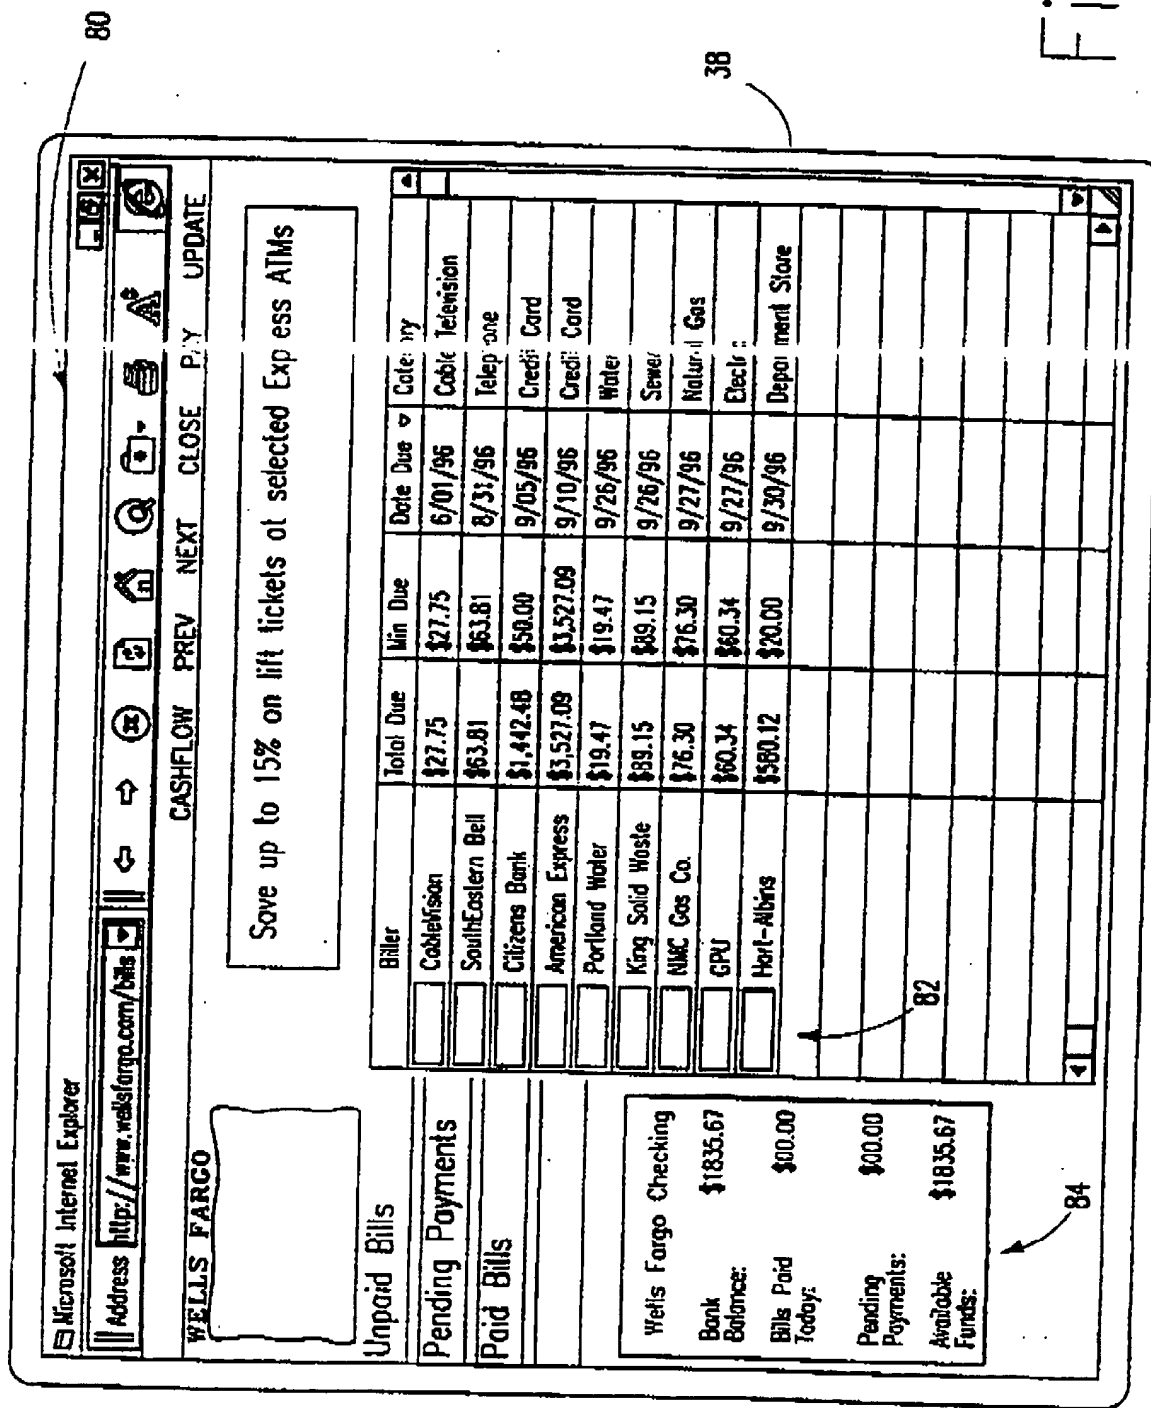 80
Microsoft Internet Explorer
Address http://www.wellsfargo.com/bills
WELLS FARGO
CASHFLOW PREV NEXT CLOSE UPDATE
Save up to 15% on lift tickets at selected ATMs
Unpaid Bills
Pending Payments
Paid Bills
Biller Total Due Min Due Date Due
CableVision $27.75 $27.75 6/01/96 Cable Television
SouthEastern Bell $63.81 $63.81 8/31/96
Citizens Bank $1,442.48 $50.00 9/05/96 Credit Card
American Express $3,527.09 $3,527.09 9/10/96 Credit Card
Portland Water $19.47 $19.47 9/26/96 Water
King Solid Waste $89.15 $89.15 9/26/96 Sewer
NMC Gas Co. $76.30 $76.30 9/27/96 Gas
GPU $60.34 $60.34 9/27/96
Hart-Albins $580.12 $20.00 9/30/96 Store
Wells Fargo Checking
Bank
Balance: $1835.67
Bills Paid
Today: $00.00
Pending
Payments: $00.00
Available
Funds: $1835.67
82
84
38